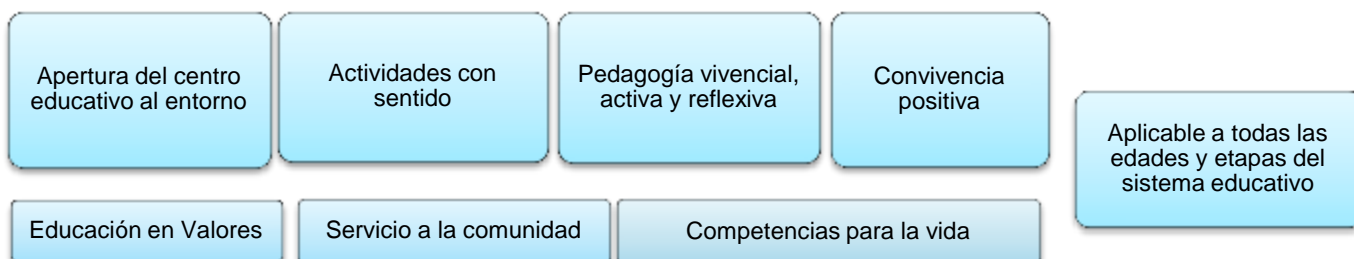 Apertura del centro
educativo al entorno
Actividades con
sentido
Pedagogía vivencial,
activa y reflexiva
Convivencia
positiva
Aplicable a todas las
edades y etapas del
sistema educativo
Educación en Valores
Servicio a la comunidad
Competencias para la vida